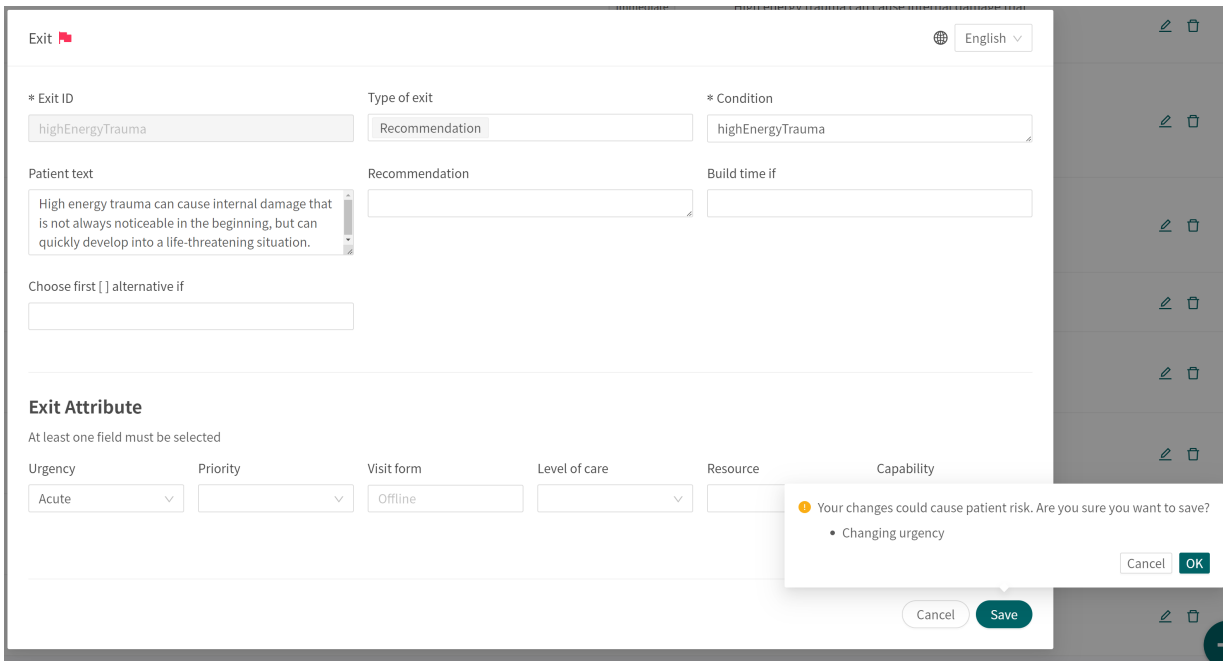 Exit
English
* Exit ID
Type of exit
* Condition
highEnergyTrauma
Recommendation
highEnergyTrauma
Patient text
Recommendation
Build time if
High energy trauma can cause internal damage that
is not always noticeable in the beginning, but can
quickly develop into a life-threatening situation.
Choose first [ ] alternative if
Exit Attribute
At least one field must be selected
Urgency
Priority
Visit form
Level of care
Resource
Capability
Acute
Offline
Your changes could cause patient risk. Are you sure you want to save?
• Changing urgency
Cancel
OK
Cancel
Save